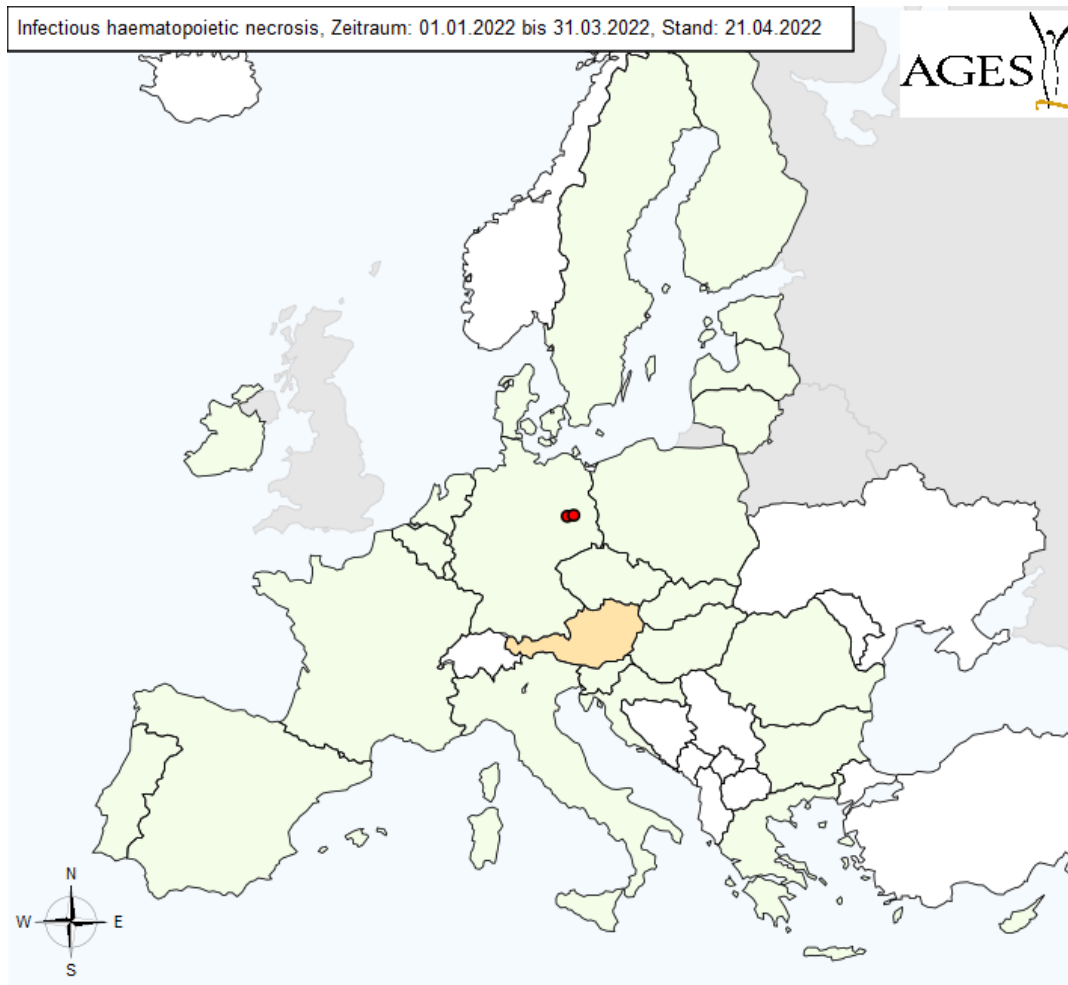 Infectious haematopoietic necrosis, Zeitraum: 01.01.2022 bis 31.03.2022, Stand: 21.04.2022
AGES
N
W E
S